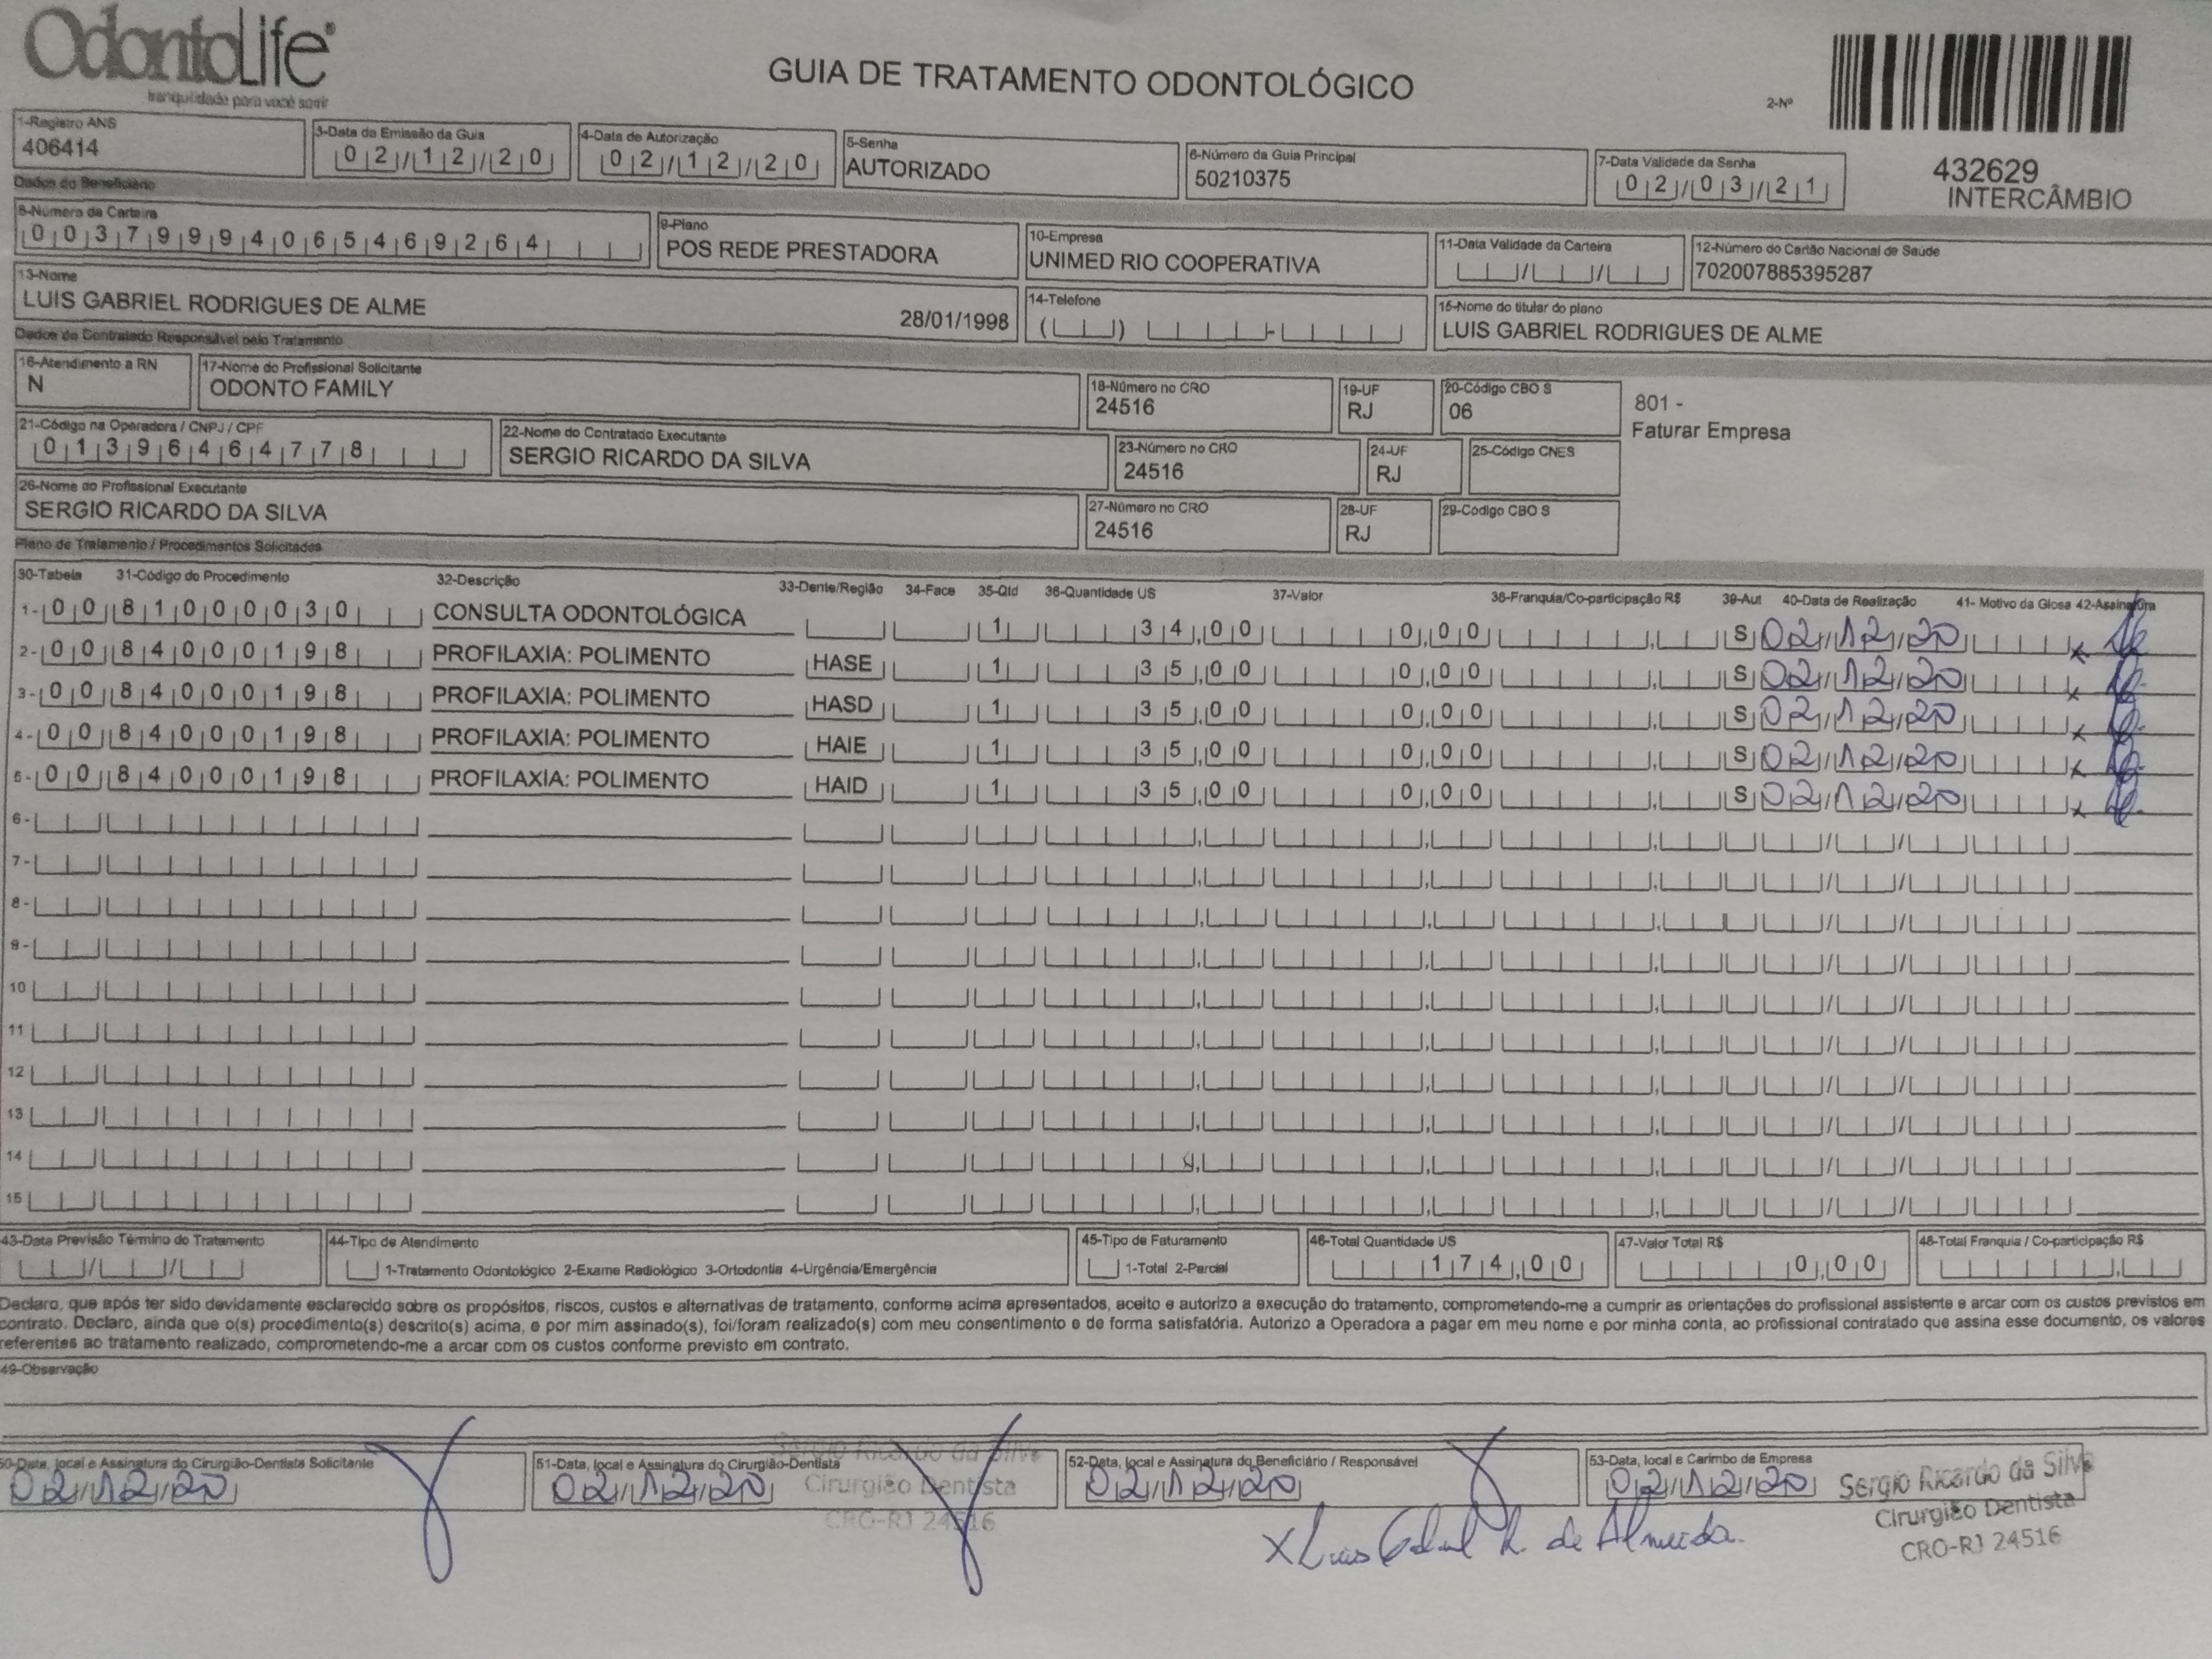 OdontoLife®
tranquilidade para você sorrir
GUIA DE TRATAMENTO ODONTOLÓGICO
2-Nº
432629
INTERCÂMBIO
1-Registro ANS
406414
3-Data da Emissão da Guia
02/12/20
4-Data de Autorização
02/12/20
5-Senha
AUTORIZADO
6-Número da Guia Principal
50210375
7-Data Validade da Senha
02/03/21
Dados do Beneficiário
8-Número da Carteira
00379994065469264
9-Plano
POS REDE PRESTADORA
10-Empresa
UNIMED RIO COOPERATIVA
11-Data Validade da Carteira
12-Número do Cartão Nacional de Saúde
702007885395287
13-Nome
LUIS GABRIEL RODRIGUES DE ALME 28/01/1998
14-Telefone
15-Nome do titular do plano
LUIS GABRIEL RODRIGUES DE ALME
Dados do Contratado Responsável pelo Tratamento
16-Atendimento a RN
N
17-Nome do Profissional Solicitante
ODONTO FAMILY
18-Número no CRO
24516
19-UF
RJ
20-Código CBO S
06
801 -
Faturar Empresa
21-Código na Operadora / CNPJ / CPF
01396464778
22-Nome do Contratado Executante
SERGIO RICARDO DA SILVA
23-Número no CRO
24516
24-UF
RJ
25-Código CNES
26-Nome do Profissional Executante
SERGIO RICARDO DA SILVA
27-Número no CRO
24516
28-UF
RJ
29-Código CBO S
Plano de Tratamento / Procedimentos Solicitados
30-Tabela 31-Código do Procedimento 32-Descrição 33-Dente/Região 34-Face 35-Qtd 36-Quantidade US 37-Valor 38-Franquia/Co-participação R$ 39-Aut 40-Data de Realização 41- Motivo da Glosa 42-Assinatura
1- 00 81000030 CONSULTA ODONTOLÓGICA 1 34,00 0,00 S 02/12/20 x
2- 00 84000198 PROFILAXIA: POLIMENTO HASE 1 35,00 0,00 S 02/12/20 x
3- 00 84000198 PROFILAXIA: POLIMENTO HASD 1 35,00 0,00 S 02/12/20 x
4- 00 84000198 PROFILAXIA: POLIMENTO HAIE 1 35,00 0,00 S 02/12/20 x
5- 00 84000198 PROFILAXIA: POLIMENTO HAID 1 35,00 0,00 S 02/12/20 x
6-
7-
8-
9-
10
11
12
13
14
15
43-Data Previsão Término do Tratamento
44-Tipo de Atendimento
1-Tratamento Odontológico 2-Exame Radiológico 3-Ortodontia 4-Urgência/Emergência
45-Tipo de Faturamento
1-Total 2-Parcial
46-Total Quantidade US
174,00
47-Valor Total R$
0,00
48-Total Franquia / Co-participação R$
Declaro, que após ter sido devidamente esclarecido sobre os propósitos, riscos, custos e alternativas de tratamento, conforme acima apresentados, aceito e autorizo a execução do tratamento, comprometendo-me a cumprir as orientações do profissional assistente e arcar com os custos previstos em
contrato. Declaro, ainda que o(s) procedimento(s) descrito(s) acima, e por mim assinado(s), foi/foram realizado(s) com meu consentimento e de forma satisfatória. Autorizo a Operadora a pagar em meu nome e por minha conta, ao profissional contratado que assina esse documento, os valores
referentes ao tratamento realizado, comprometendo-me a arcar com os custos conforme previsto em contrato.
49-Observação
50-Data, local e Assinatura do Cirurgião-Dentista Solicitante
02/12/20
51-Data, local e Assinatura do Cirurgião-Dentista
02/12/20
Sergio Ricardo da Silva
Cirurgião Dentista
CRO-RJ 24516
52-Data, local e Assinatura do Beneficiário / Responsável
02/12/20
X Luis Gabriel R. de Almeida
53-Data, local e Carimbo de Empresa
02/12/20
Sergio Ricardo da Silva
Cirurgião Dentista
CRO-RJ 24516